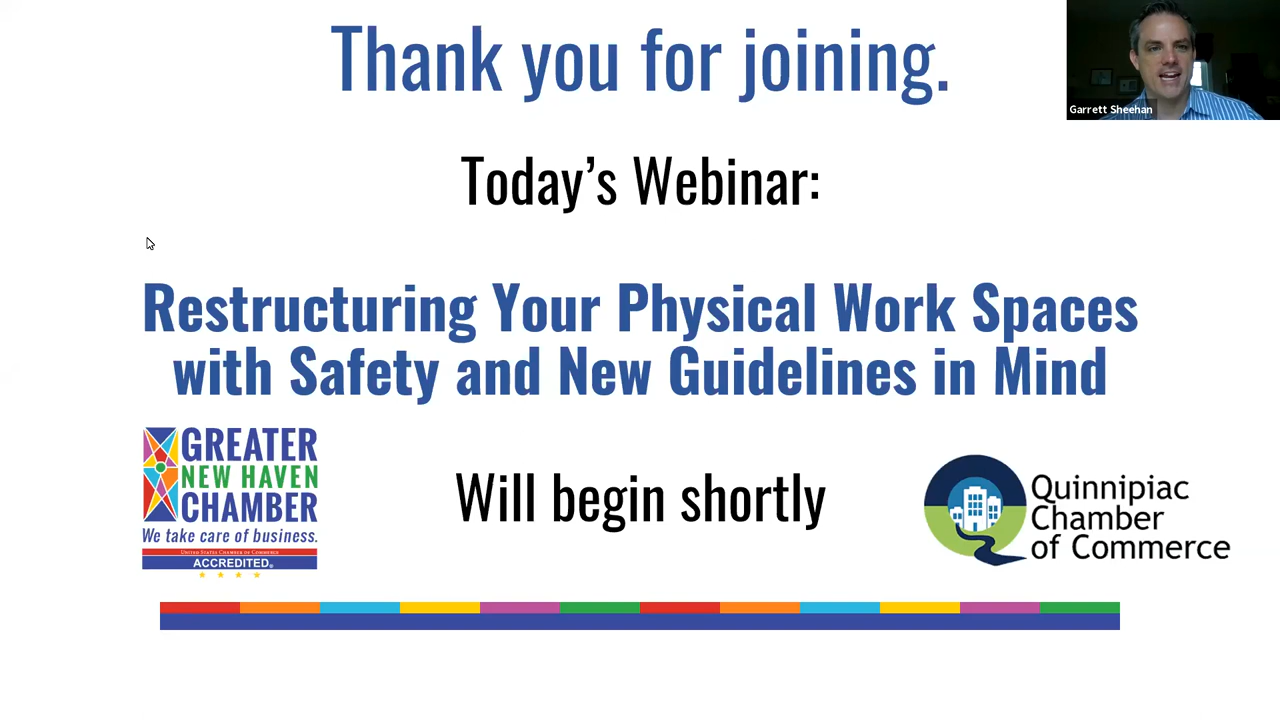 Thank you for joining.
Garrett Sheehan
Today’s Webinar:
Restructuring Your Physical Work Spaces
with Safety and New Guidelines in Mind
GREATER
NEW HAVEN
CHAMBER
We take care of business.
UNITED STATES CHAMBER OF COMMERCE
ACCREDITED®
Will begin shortly
Quinnipiac
Chamber
of Commerce